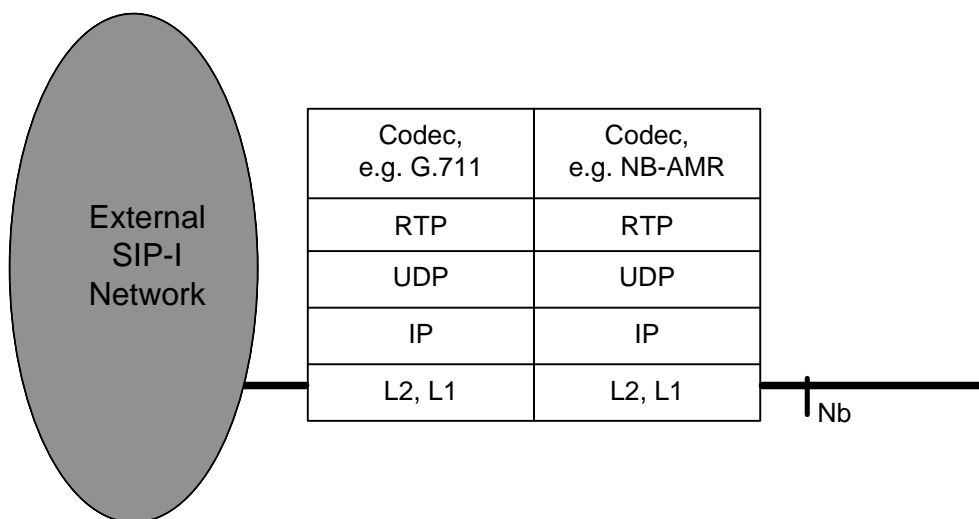 External
SIP-I
Network
Codec,
e.g. G.711
Codec,
e.g. NB-AMR
RTP
RTP
UDP
UDP
IP
IP
L2, L1
L2, L1
Nb